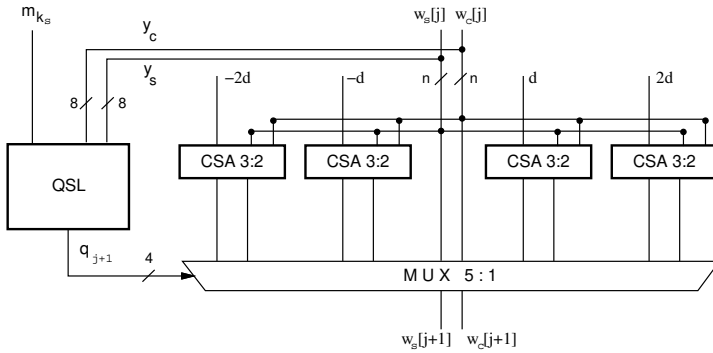 m_{k_s}
w_s[j] w_c[j]
y_c
y_s
−2d −d n n d 2d
8 8
CSA 3:2 CSA 3:2 CSA 3:2 CSA 3:2
QSL
q_{j+1} 4
MUX 5:1
w_s[j+1] w_c[j+1]